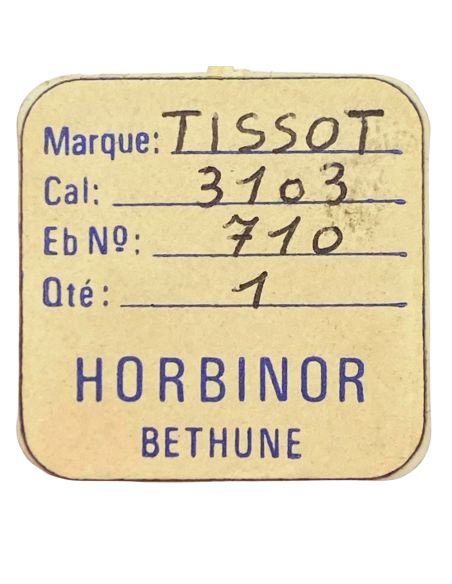 Marque: TISSOT
Cal: 3103
Eb Nº: 710
Qté: 1
HORBINOR
BETHUNE